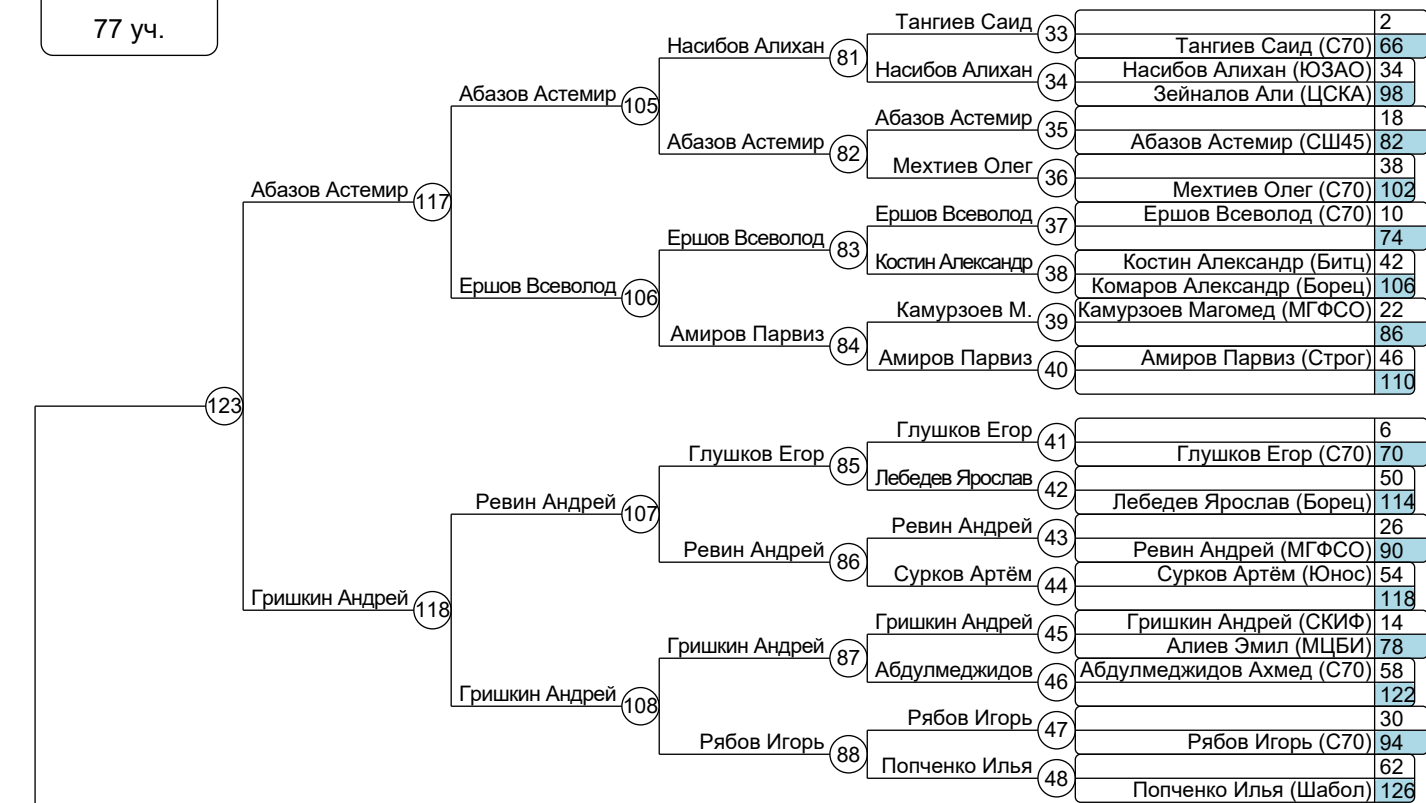 77 уч.
Тангиев Саид 33 2
Насибов Алихан 81 Тангиев Саид (С70) 66
Насибов Алихан 34 Насибов Алихан (ЮЗАО) 34
Абазов Астемир 105 Зейналов Али (ЦСКА) 98
Абазов Астемир 35 18
Абазов Астемир 82 Абазов Астемир (СШ45) 82
Мехтиев Олег 36 38
Абазов Астемир 117 Мехтиев Олег (С70) 102
Ершов Всеволод 37 Ершов Всеволод (С70) 10
Ершов Всеволод 83 74
Костин Александр 38 Костин Александр (Битц) 42
Ершов Всеволод 106 Комаров Александр (Борец) 106
Камурзоев М. 39 Камурзоев Магомед (МГФСО) 22
Амиров Парвиз 84 86
Амиров Парвиз 40 Амиров Парвиз (Строг) 46
110
123
Глушков Егор 41 6
Глушков Егор 85 Глушков Егор (С70) 70
Лебедев Ярослав 42 50
Ревин Андрей 107 Лебедев Ярослав (Борец) 114
Ревин Андрей 43 26
Ревин Андрей 86 Ревин Андрей (МГФСО) 90
Сурков Артём 44 Сурков Артём (Юнос) 54
Гришкин Андрей 118 118
Гришкин Андрей 45 Гришкин Андрей (СКИФ) 14
Гришкин Андрей 87 Алиев Эмил (МЦБИ) 78
Абдулмеджидов 46 Абдулмеджидов Ахмед (С70) 58
Гришкин Андрей 108 122
Рябов Игорь 47 30
Рябов Игорь 88 Рябов Игорь (С70) 94
Попченко Илья 48 62
Попченко Илья (Шабол) 126